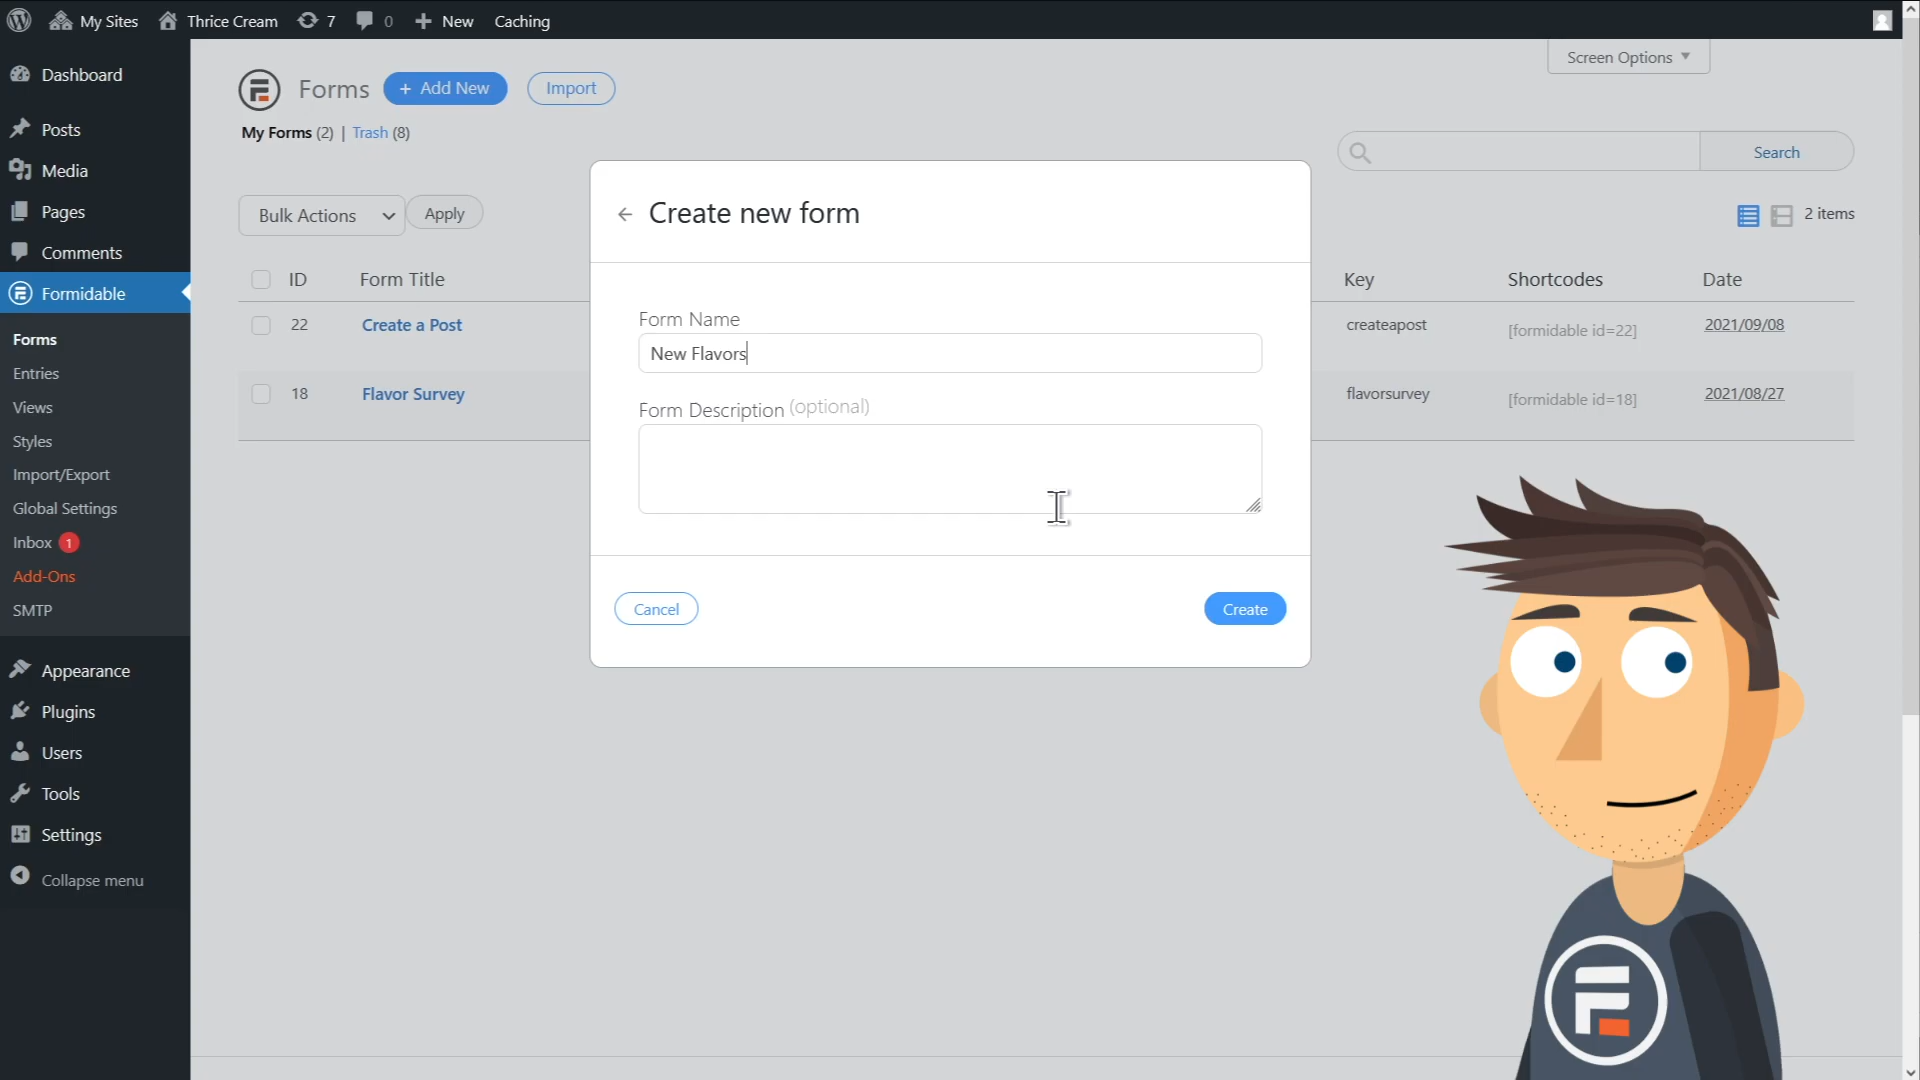 My Sites
Thrice Cream
7
0
New
Caching
Screen Options
Dashboard
Posts
Media
Pages
Comments
Formidable
Forms
Entries
Views
Styles
Import/Export
Global Settings
Inbox 1
Add-Ons
SMTP
Appearance
Plugins
Users
Tools
Settings
Collapse menu
Forms
+ Add New
Import
My Forms (2) | Trash (8)
Search
Bulk Actions
Apply
2 items
ID Form Title Key Shortcodes Date
22 Create a Post createapost [formidable id=22] 2021/09/08
18 Flavor Survey flavorsurvey [formidable id=18] 2021/08/27
← Create new form
Form Name
New Flavors
Form Description (optional)
Cancel
Create